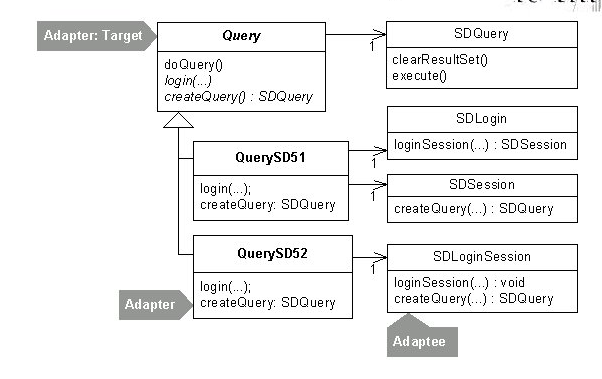 Adapter: Target
Query
doQuery()
login(...)
createQuery() : SDQuery
1
SDQuery
clearResultSet()
execute()
SDLogin
loginSession(...) : SDSession
QuerySD51
login(...);
createQuery: SDQuery
1
1
SDSession
createQuery(...) : SDQuery
QuerySD52
login(...);
createQuery: SDQuery
1
SDLoginSession
loginSession(...) : void
createQuery(...) : SDQuery
Adapter
Adaptee